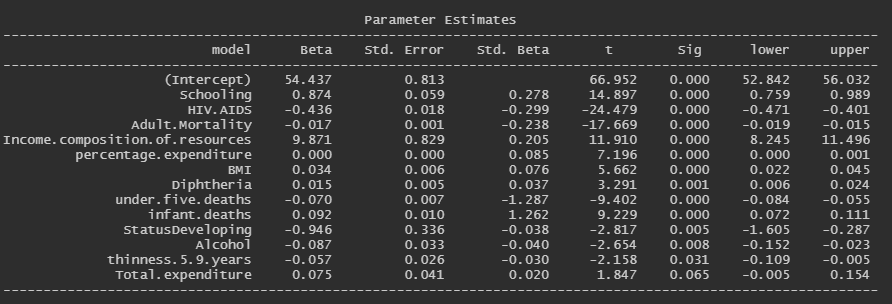 Parameter Estimates
model Beta Std. Error Std. Beta t Sig lower upper
(Intercept) 54.437 0.813 66.952 0.000 52.842 56.032
Schooling 0.874 0.059 0.278 14.897 0.000 0.759 0.989
HIV.AIDS -0.436 0.018 -0.299 -24.479 0.000 -0.471 -0.401
Adult.Mortality -0.017 0.001 -0.238 -17.669 0.000 -0.019 -0.015
Income.composition.of.resources 9.871 0.829 0.205 11.910 0.000 8.245 11.496
percentage.expenditure 0.000 0.000 0.085 7.196 0.000 0.000 0.001
BMI 0.034 0.006 0.076 5.662 0.000 0.022 0.045
Diphtheria 0.015 0.005 0.037 3.291 0.001 0.006 0.024
under.five.deaths -0.070 0.007 -1.287 -9.402 0.000 -0.084 -0.055
infant.deaths 0.092 0.010 1.262 9.229 0.000 0.072 0.111
StatusDeveloping -0.946 0.336 -0.038 -2.817 0.005 -1.605 -0.287
Alcohol -0.087 0.033 -0.040 -2.654 0.008 -0.152 -0.023
thinness.5.9.years -0.057 0.026 -0.030 -2.158 0.031 -0.109 -0.005
Total.expenditure 0.075 0.041 0.020 1.847 0.065 -0.005 0.154